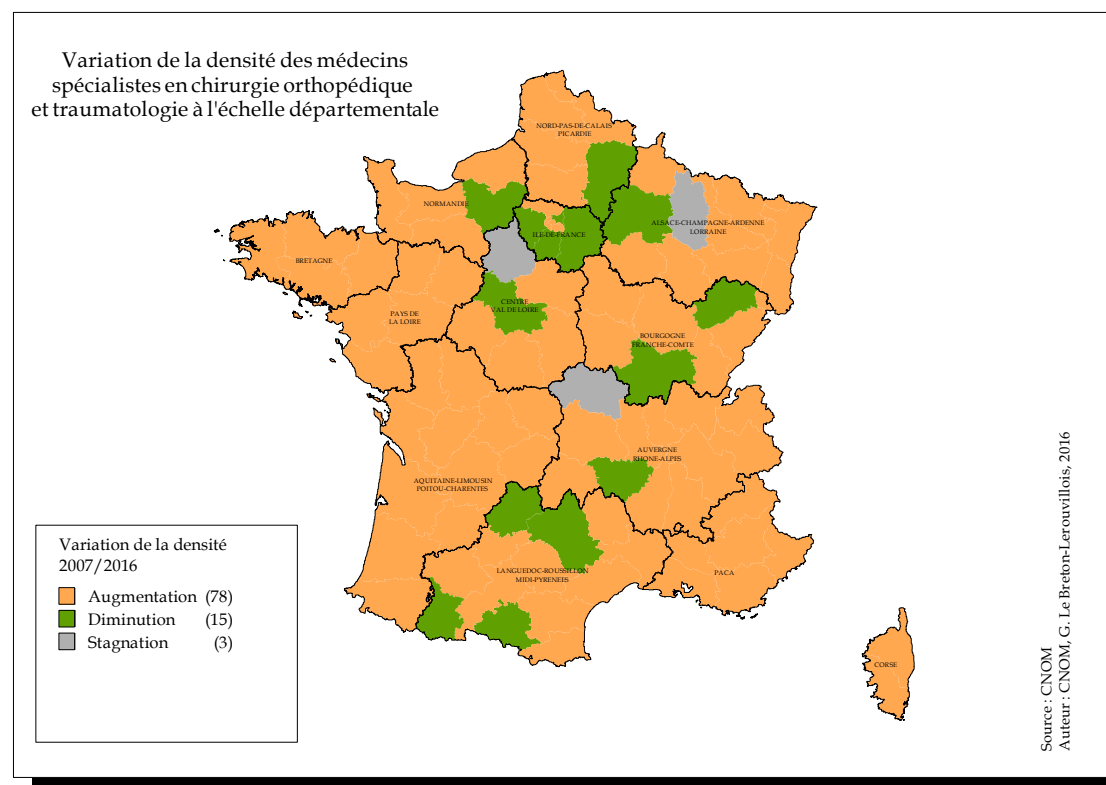 Variation de la densité des médecins
spécialistes en chirurgie orthopédique
et traumatologie à l'échelle départementale
NORD-PAS-DE-CALAIS
PICARDIE
NORMANDIE
ILE-DE-FRANCE
ALSACE-CHAMPAGNE-ARDENNE
LORRAINE
BRETAGNE
CENTRE
VAL DE LOIRE
PAYS DE
LA LOIRE
BOURGOGNE
FRANCHE-COMTE
AUVERGNE
RHONE-ALPES
AQUITAINE-LIMOUSIN
POITOU-CHARENTES
LANGUEDOC-ROUSSILLON
MIDI-PYRENEES
PACA
CORSE
Variation de la densité
2007/2016
Augmentation (78)
Diminution (15)
Stagnation (3)
Source : CNOM
Auteur : CNOM, G. Le Breton-Lerouvillois, 2016